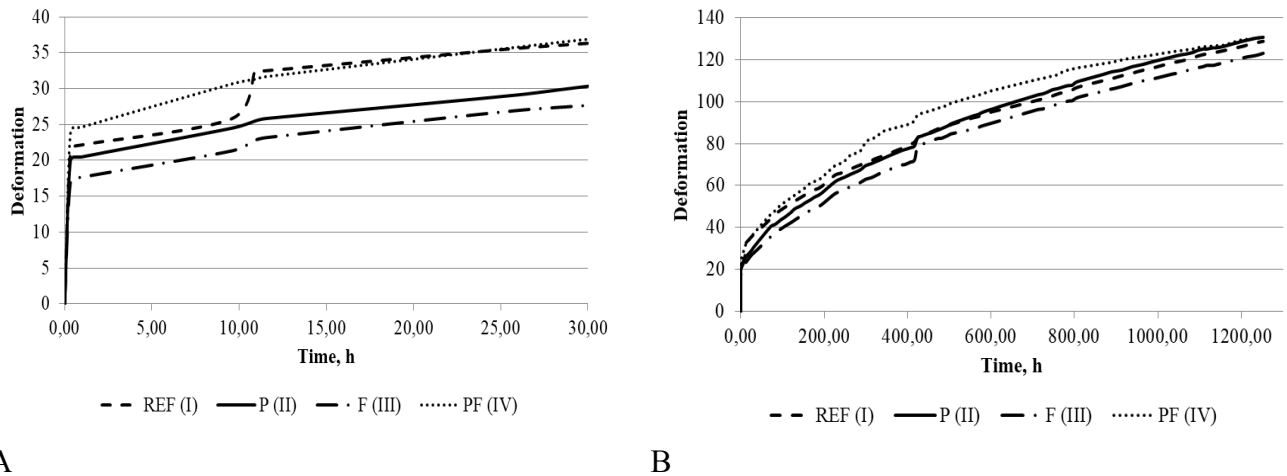 40
35
30
25
20
15
10
5
0
Deformation
0,00 5,00 10,00 15,00 20,00 25,00 30,00
Time, h
REF (I) P (II) F (III) PF (IV)
A
140
120
100
80
60
40
20
0
Deformation
0,00 200,00 400,00 600,00 800,00 1000,00 1200,00
Time, h
REF (I) P (II) F (III) PF (IV)
B